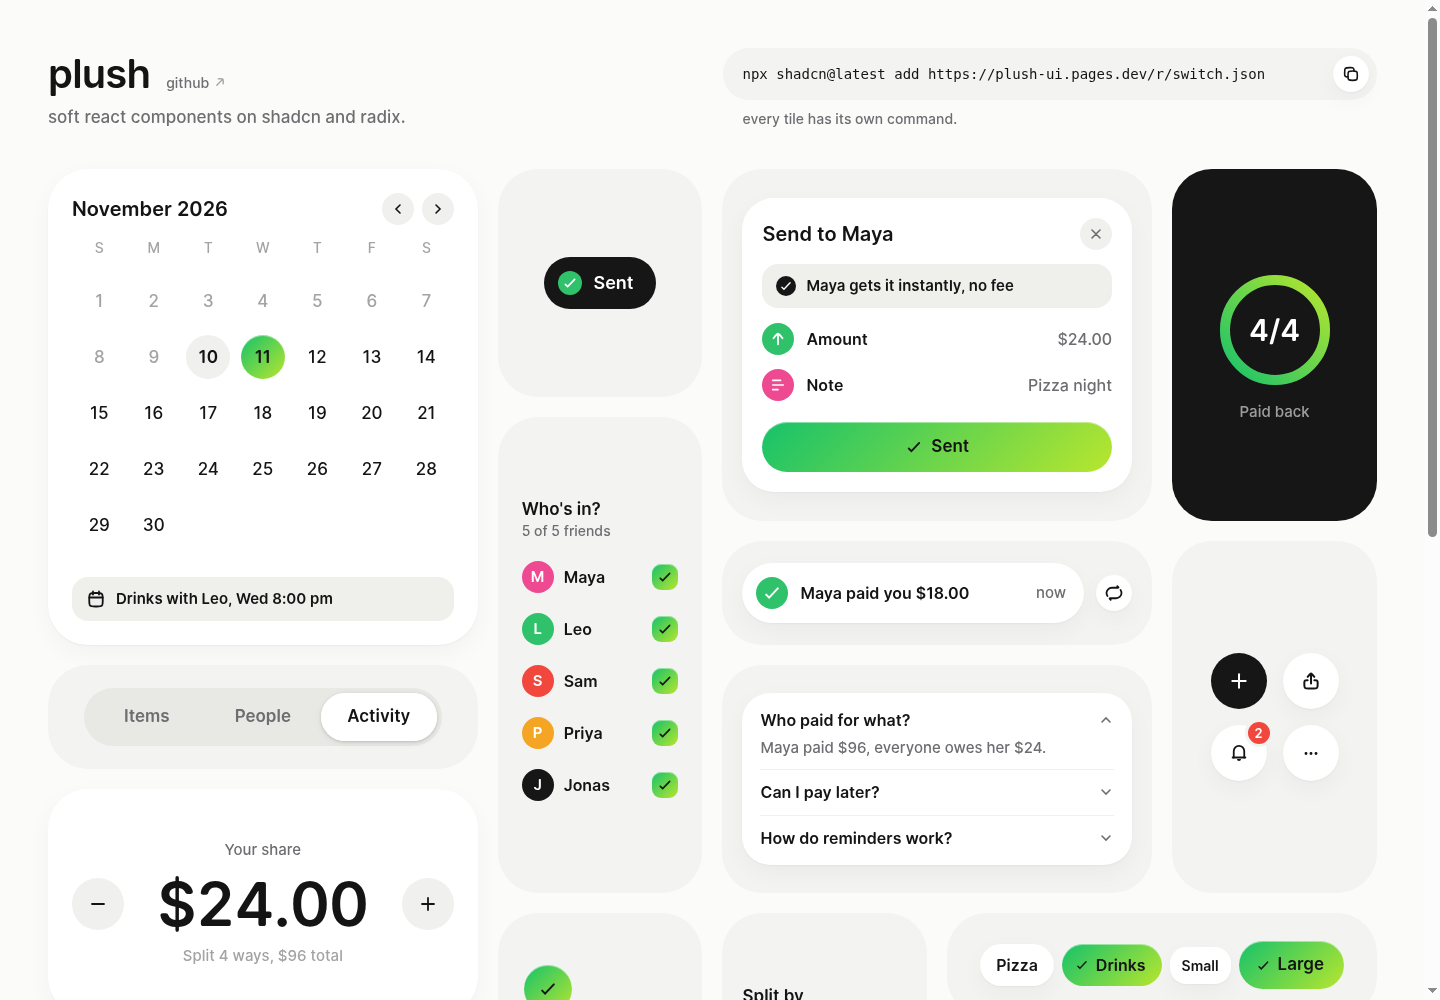 plush
github ↗
soft react components on shadcn and radix.
npx shadcn@latest add https://plush-ui.pages.dev/r/switch.json
every tile has its own command.
November 2026
S M T W T F S
1 2 3 4 5 6 7
8 9 10 11 12 13 14
15 16 17 18 19 20 21
22 23 24 25 26 27 28
29 30
Drinks with Leo, Wed 8:00 pm
Items People Activity
Your share
$24.00
Split 4 ways, $96 total
Sent
Who's in?
5 of 5 friends
M Maya
L Leo
S Sam
P Priya
J Jonas
Send to Maya
Maya gets it instantly, no fee
Amount $24.00
Note Pizza night
Sent
4/4
Paid back
Maya paid you $18.00 now
Who paid for what?
Maya paid $96, everyone owes her $24.
Can I pay later?
How do reminders work?
2
Split by
Pizza Drinks Small Large